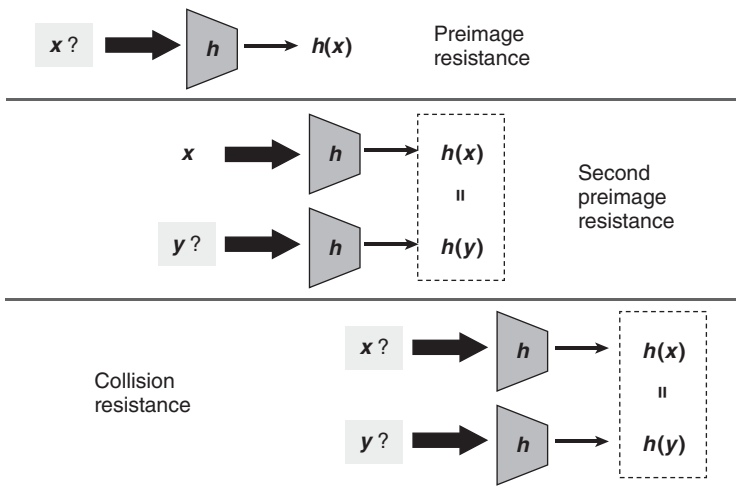 x ? h h(x) Preimage
resistance
x h h(x)
=
Second
preimage
resistance
y ? h h(y)
x ? h h(x)
=
Collision
resistance
y ? h h(y)